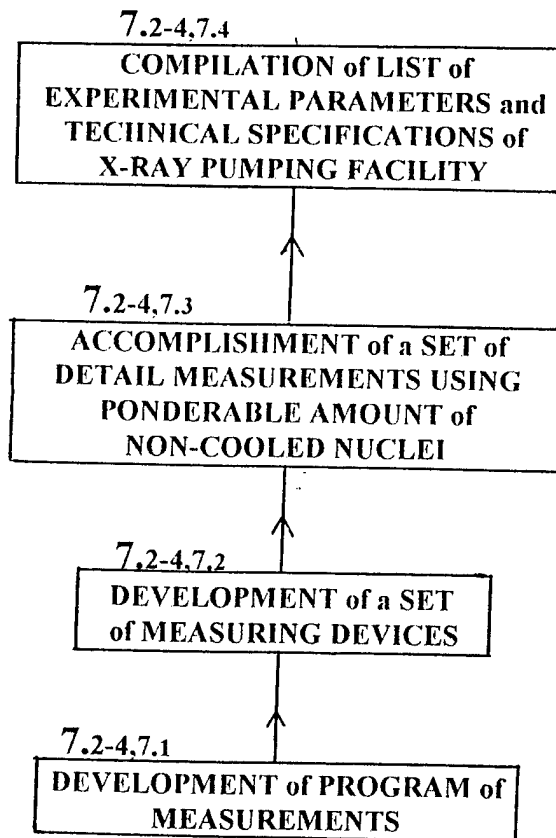 7.2-4,7.4
COMPILATION of LIST of
EXPERIMENTAL PARAMETERS and
TECHNICAL SPECIFICATIONS of
X-RAY PUMPING FACILITY
7.2-4,7.3
ACCOMPLISHMENT of a SET of
DETAIL MEASUREMENTS USING
PONDERABLE AMOUNT of
NON-COOLED NUCLEI
7.2-4,7.2
DEVELOPMENT of a SET
of MEASURING DEVICES
7.2-4,7.1
DEVELOPMENT of PROGRAM of
MEASUREMENTS